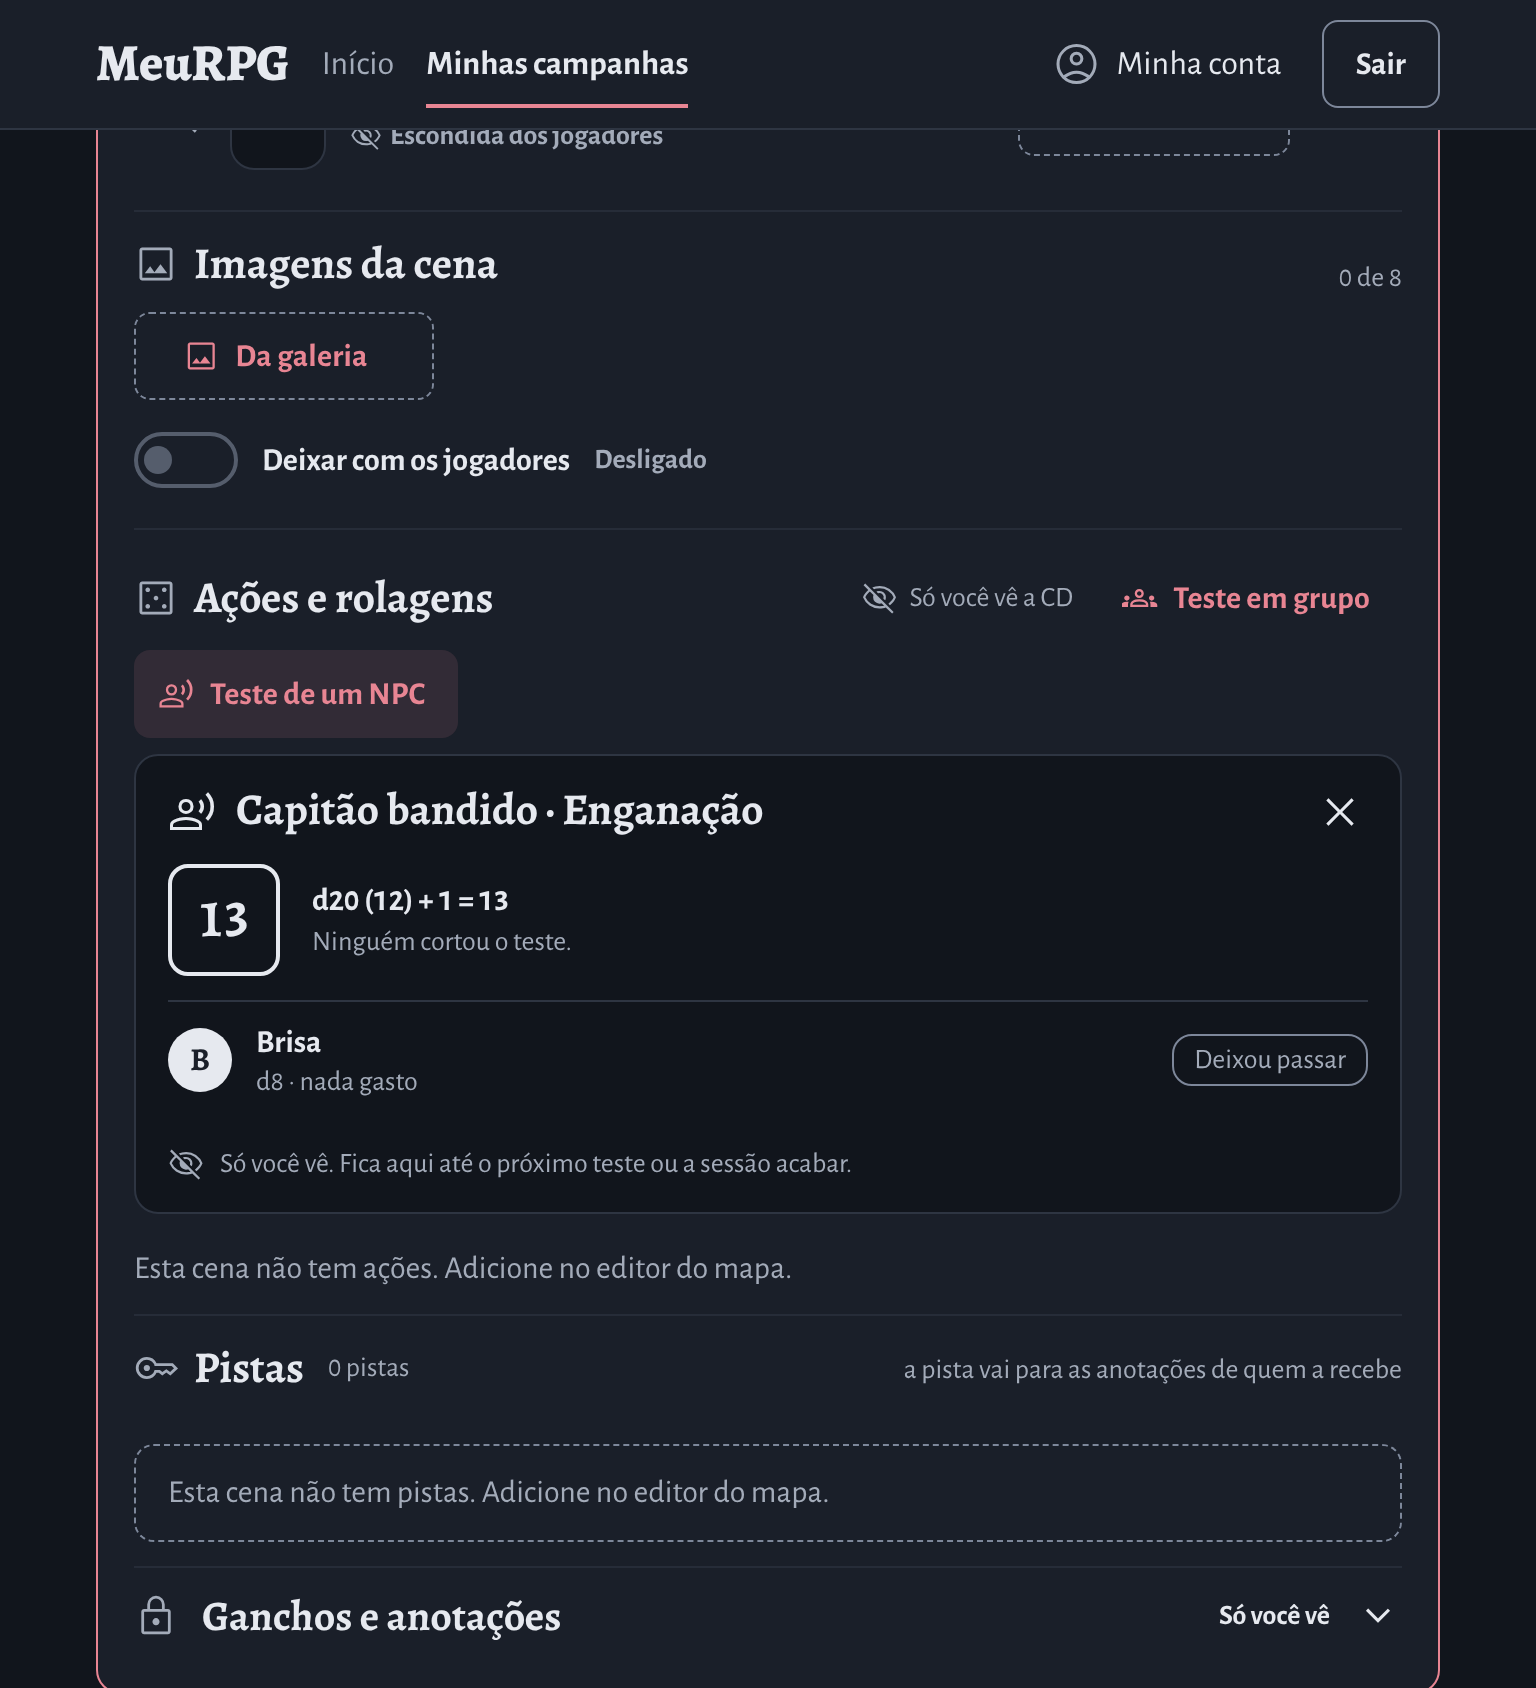 MeuRPG Início Minhas campanhas Minha conta Sair
Escondida dos jogadores
Imagens da cena 0 de 8
Da galeria
Deixar com os jogadores Desligado
Ações e rolagens Só você vê a CD Teste em grupo
Teste de um NPC
Capitão bandido · Enganação
13 d20 (12) + 1 = 13
Ninguém cortou o teste.
B Brisa Deixou passar
d8 · nada gasto
Só você vê. Fica aqui até o próximo teste ou a sessão acabar.
Esta cena não tem ações. Adicione no editor do mapa.
Pistas 0 pistas a pista vai para as anotações de quem a recebe
Esta cena não tem pistas. Adicione no editor do mapa.
Ganchos e anotações Só você vê